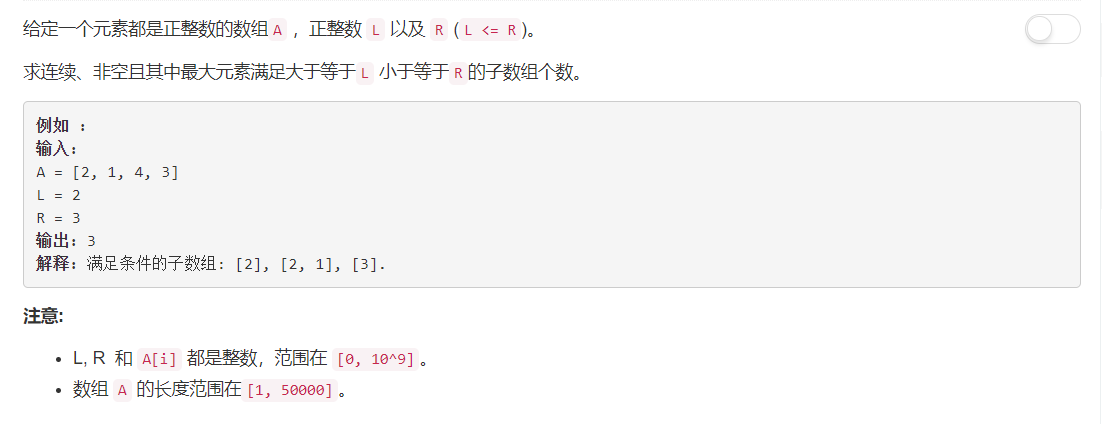 给定一个元素都是正整数的数组A ，正整数 L 以及 R (L <= R)。
求连续、非空且其中最大元素满足大于等于L 小于等于R的子数组个数。
例如 :
输入:
A = [2, 1, 4, 3]
L = 2
R = 3
输出: 3
解释: 满足条件的子数组: [2], [2, 1], [3].
注意:
L, R 和 A[i] 都是整数，范围在 [0, 10^9]。
数组 A 的长度范围在[1, 50000]。